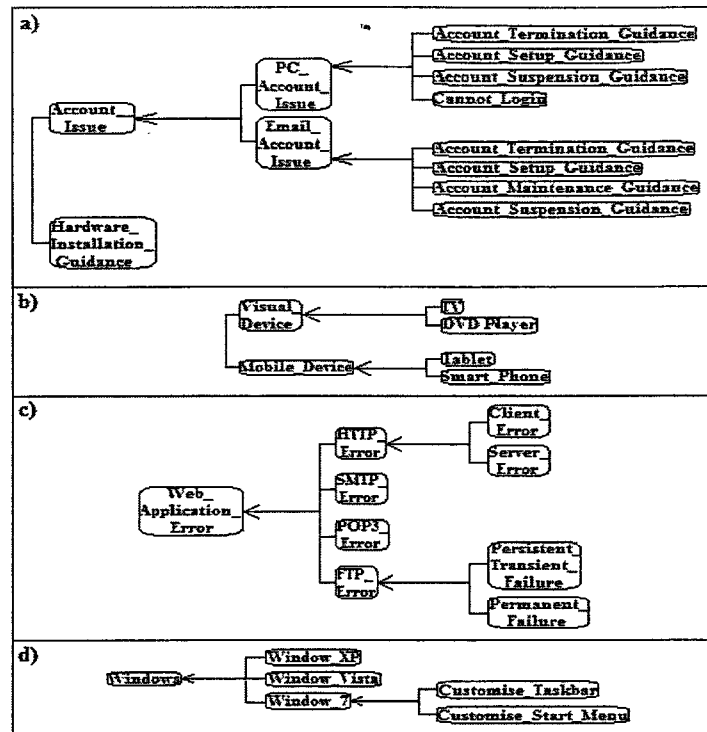 a)
Account_Termination_Guidance
Account_Setup_Guidance
Account_Suspension_Guidance
Cannot_Login
PC_
Account_
Issue
Account_
Issue
Email_
Account_
Issue
Account_Termination_Guidance
Account_Setup_Guidance
Account_Maintenance_Guidance
Account_Suspension_Guidance
Hardware_
Installation_
Guidance
b)
Visual_
Device
TV
DVD Player
Mobile_Device
Tablet
Smart_Phone
c)
Client_
Error
HTTP_
Error
Server_
Error
SMTP_
Error
Web_
Application_
Error
POP3_
Error
FTP_
Error
Persistent_
Transient_
Failure
Permanent_
Failure
d)
Window_XP
Windows
Window_Vista
Window_7
Customise_Taskbar
Customise_Start_Menu